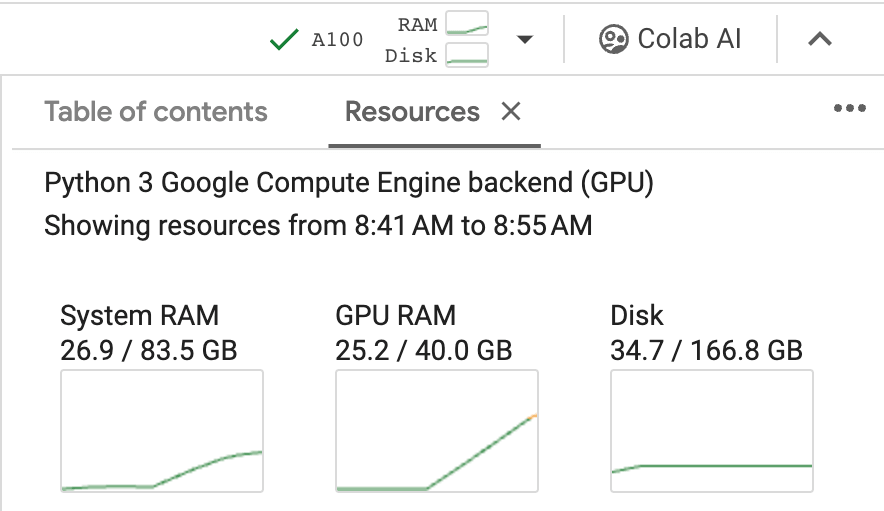 A100
RAM
Disk
Colab AI
Table of contents
Resources
Python 3 Google Compute Engine backend (GPU)
Showing resources from 8:41 AM to 8:55 AM
System RAM
26.9 / 83.5 GB
GPU RAM
25.2 / 40.0 GB
Disk
34.7 / 166.8 GB